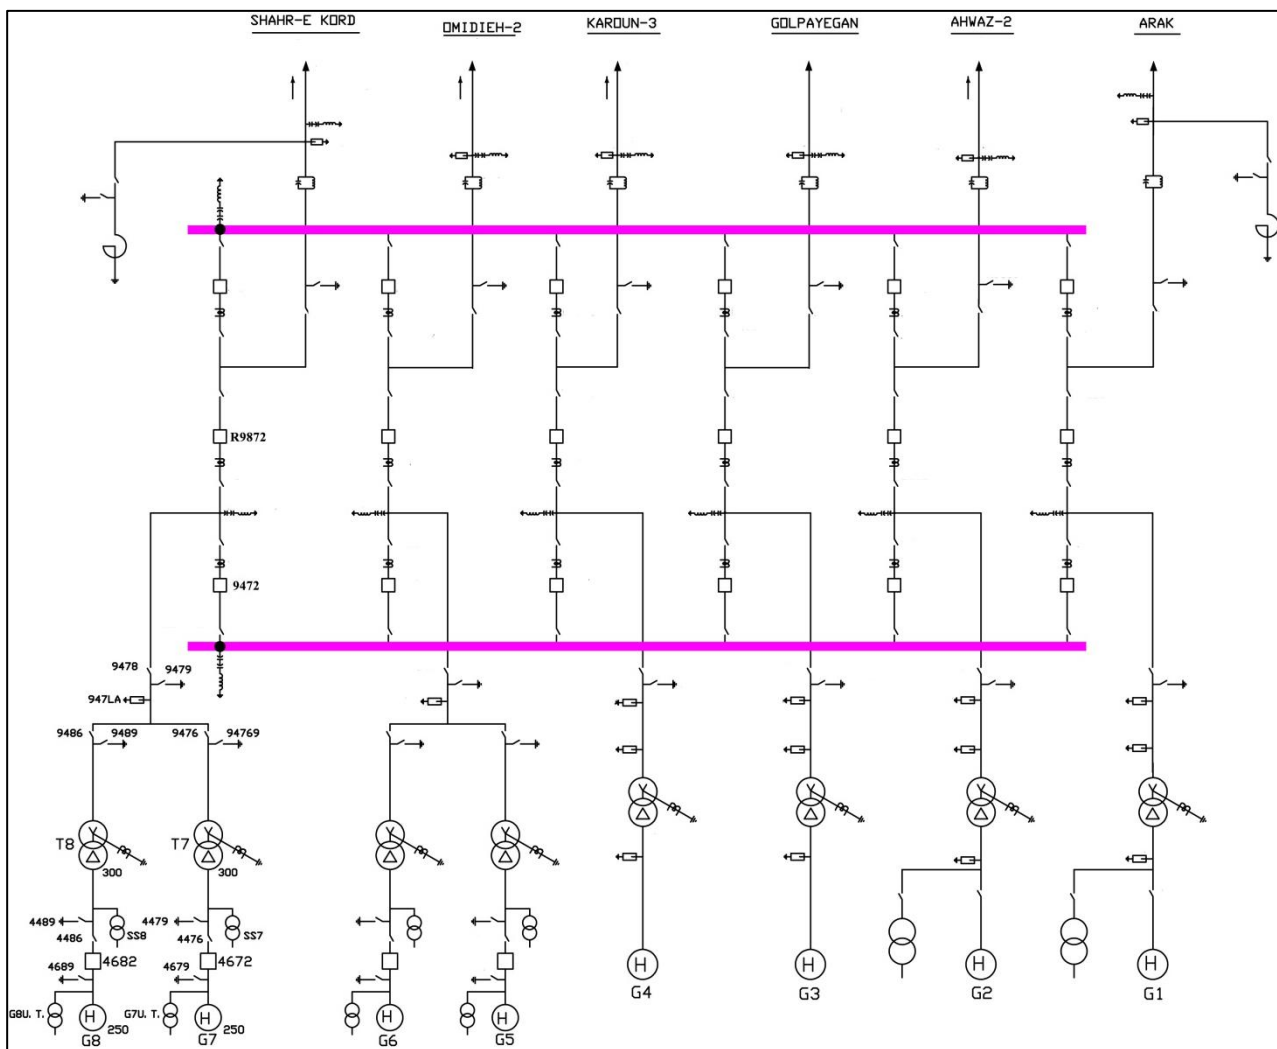 SHAHR-E KORD
OMIDIEH-2
KAROUN-3
GOLPAYEGAN
AHWAZ-2
ARAK
R9872
9472
9478
9479
947LA
9486
9489
9476
94769
T8
T7
300
300
4489
4479
SS8
SS7
4486
4476
4682
4672
4689
4679
G8U. T.
G7U. T.
H
H
H
H
H
H
H
H
250
250
G8
G7
G6
G5
G4
G3
G2
G1